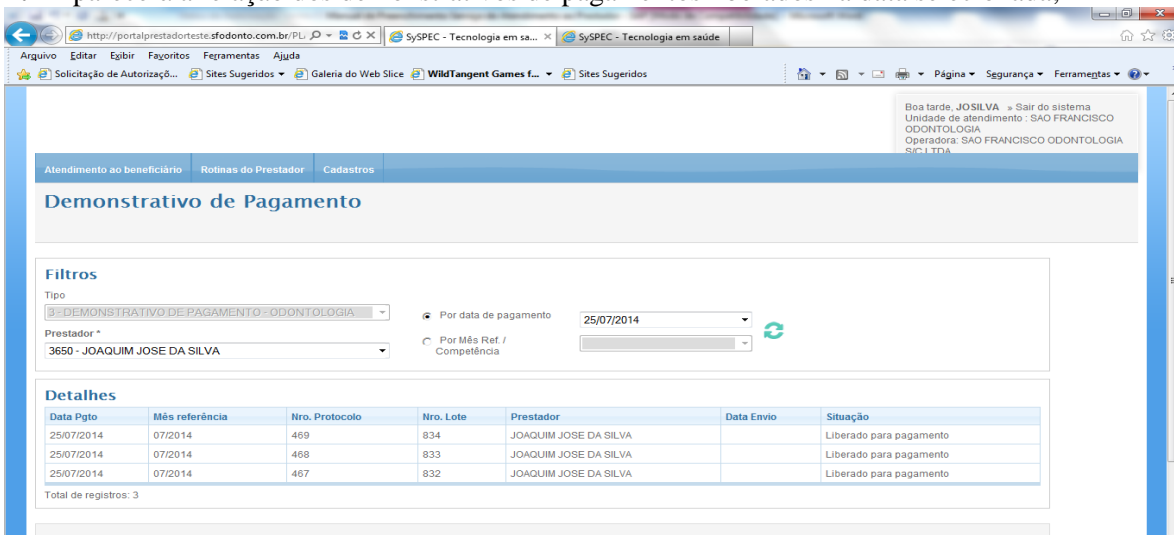 http://portalprestadorteste.sfodonto.com.br/PL
SySPEC - Tecnologia em sa...
SySPEC - Tecnologia em saúde
Arquivo Editar Exibir Favoritos Ferramentas Ajuda
Solicitação de Autorizaçõ... Sites Sugeridos Galeria do Web Slice WildTangent Games f... Sites Sugeridos
Página Segurança Ferramentas
Boa tarde, JOSILVA » Sair do sistema
Unidade de atendimento : SAO FRANCISCO
ODONTOLOGIA
Operadora: SAO FRANCISCO ODONTOLOGIA
S/C LTDA
Atendimento ao beneficiário Rotinas do Prestador Cadastros
Demonstrativo de Pagamento
Filtros
Tipo
3 - DEMONSTRATIVO DE PAGAMENTO - ODONTOLOGIA
Prestador *
3650 - JOAQUIM JOSE DA SILVA
Por data de pagamento 25/07/2014
Por Mês Ref. /
Competência
Detalhes
Data Pgto Mês referência Nro. Protocolo Nro. Lote Prestador Data Envio Situação
25/07/2014 07/2014 469 834 JOAQUIM JOSE DA SILVA Liberado para pagamento
25/07/2014 07/2014 468 833 JOAQUIM JOSE DA SILVA Liberado para pagamento
25/07/2014 07/2014 467 832 JOAQUIM JOSE DA SILVA Liberado para pagamento
Total de registros: 3